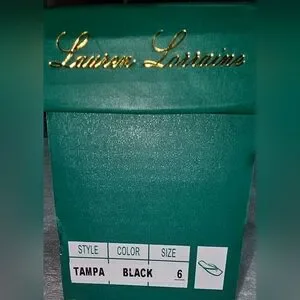 Lauren Lorraine
STYLE COLOR SIZE
TAMPA BLACK 6